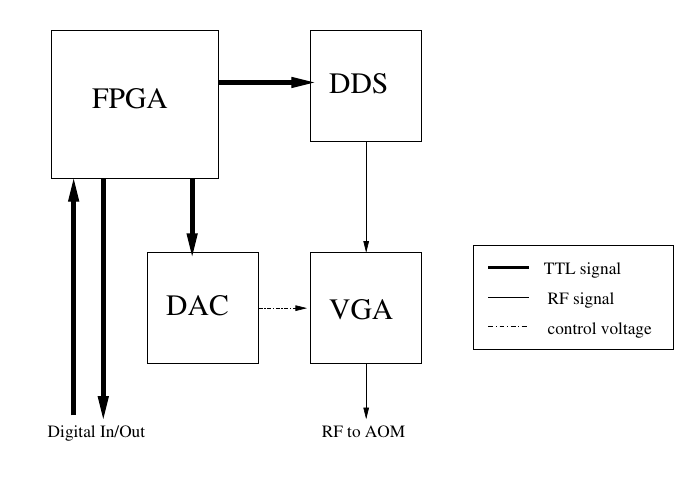 FPGA
DDS
DAC
VGA
TTL signal
RF signal
control voltage
Digital In/Out
RF to AOM